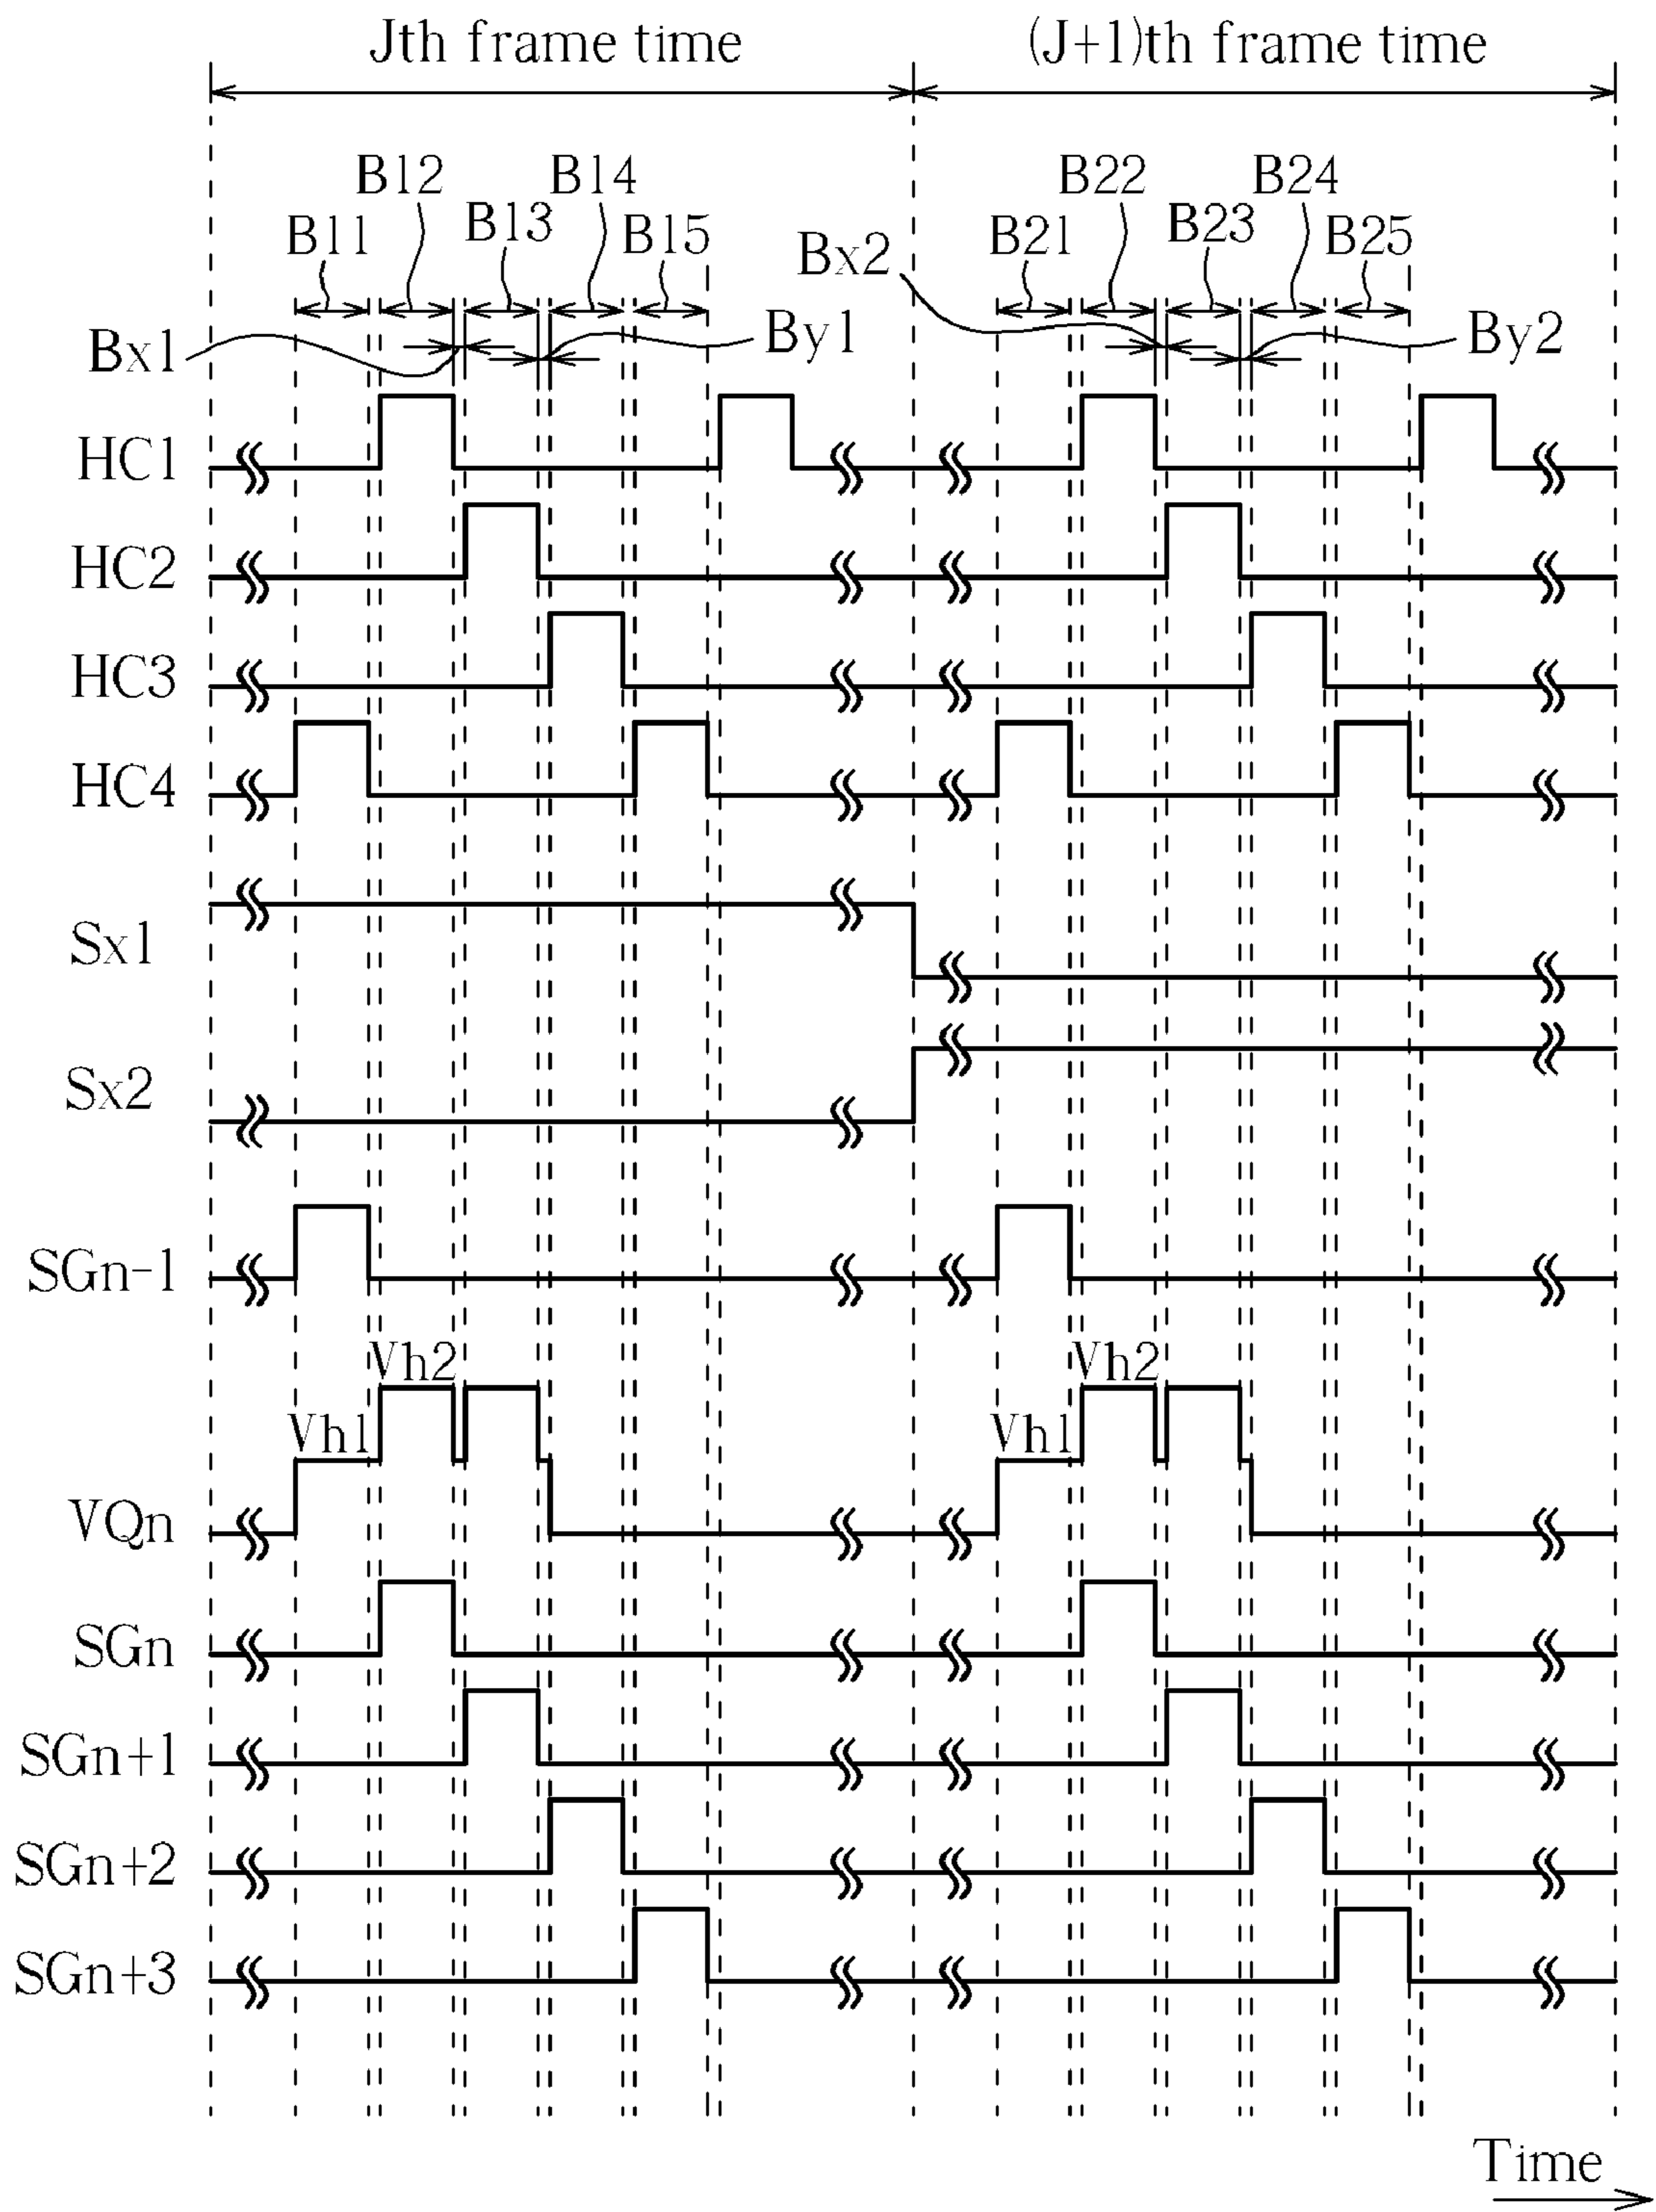 Jth frame time
(J+1)th frame time
B12
B14
B22
B24
B11
B13
B15
Bx2
B21
B23
B25
Bx1
By1
By2
HC1
HC2
HC3
HC4
Sx1
Sx2
SGn-1
Vh2
Vh2
Vh1
Vh1
VQn
SGn
SGn+1
SGn+2
SGn+3
Time